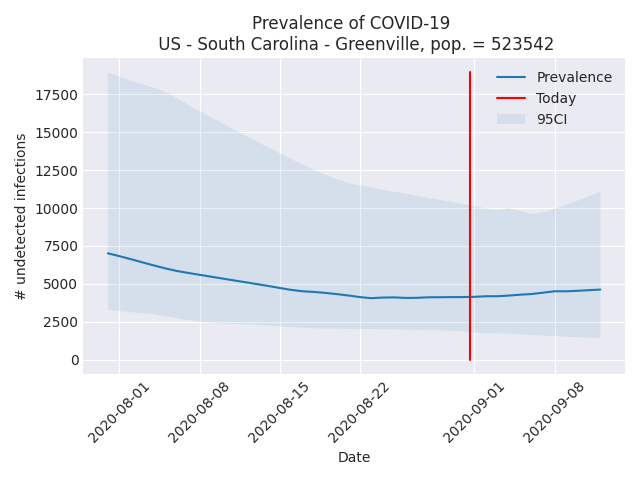 Prevalence of COVID-19
US - South Carolina - Greenville, pop. = 523542
Prevalence
Today
95CI
# undetected infections
17500
15000
12500
10000
7500
5000
2500
0
2020-08-01
2020-08-08
2020-08-15
2020-08-22
2020-09-01
2020-09-08
Date